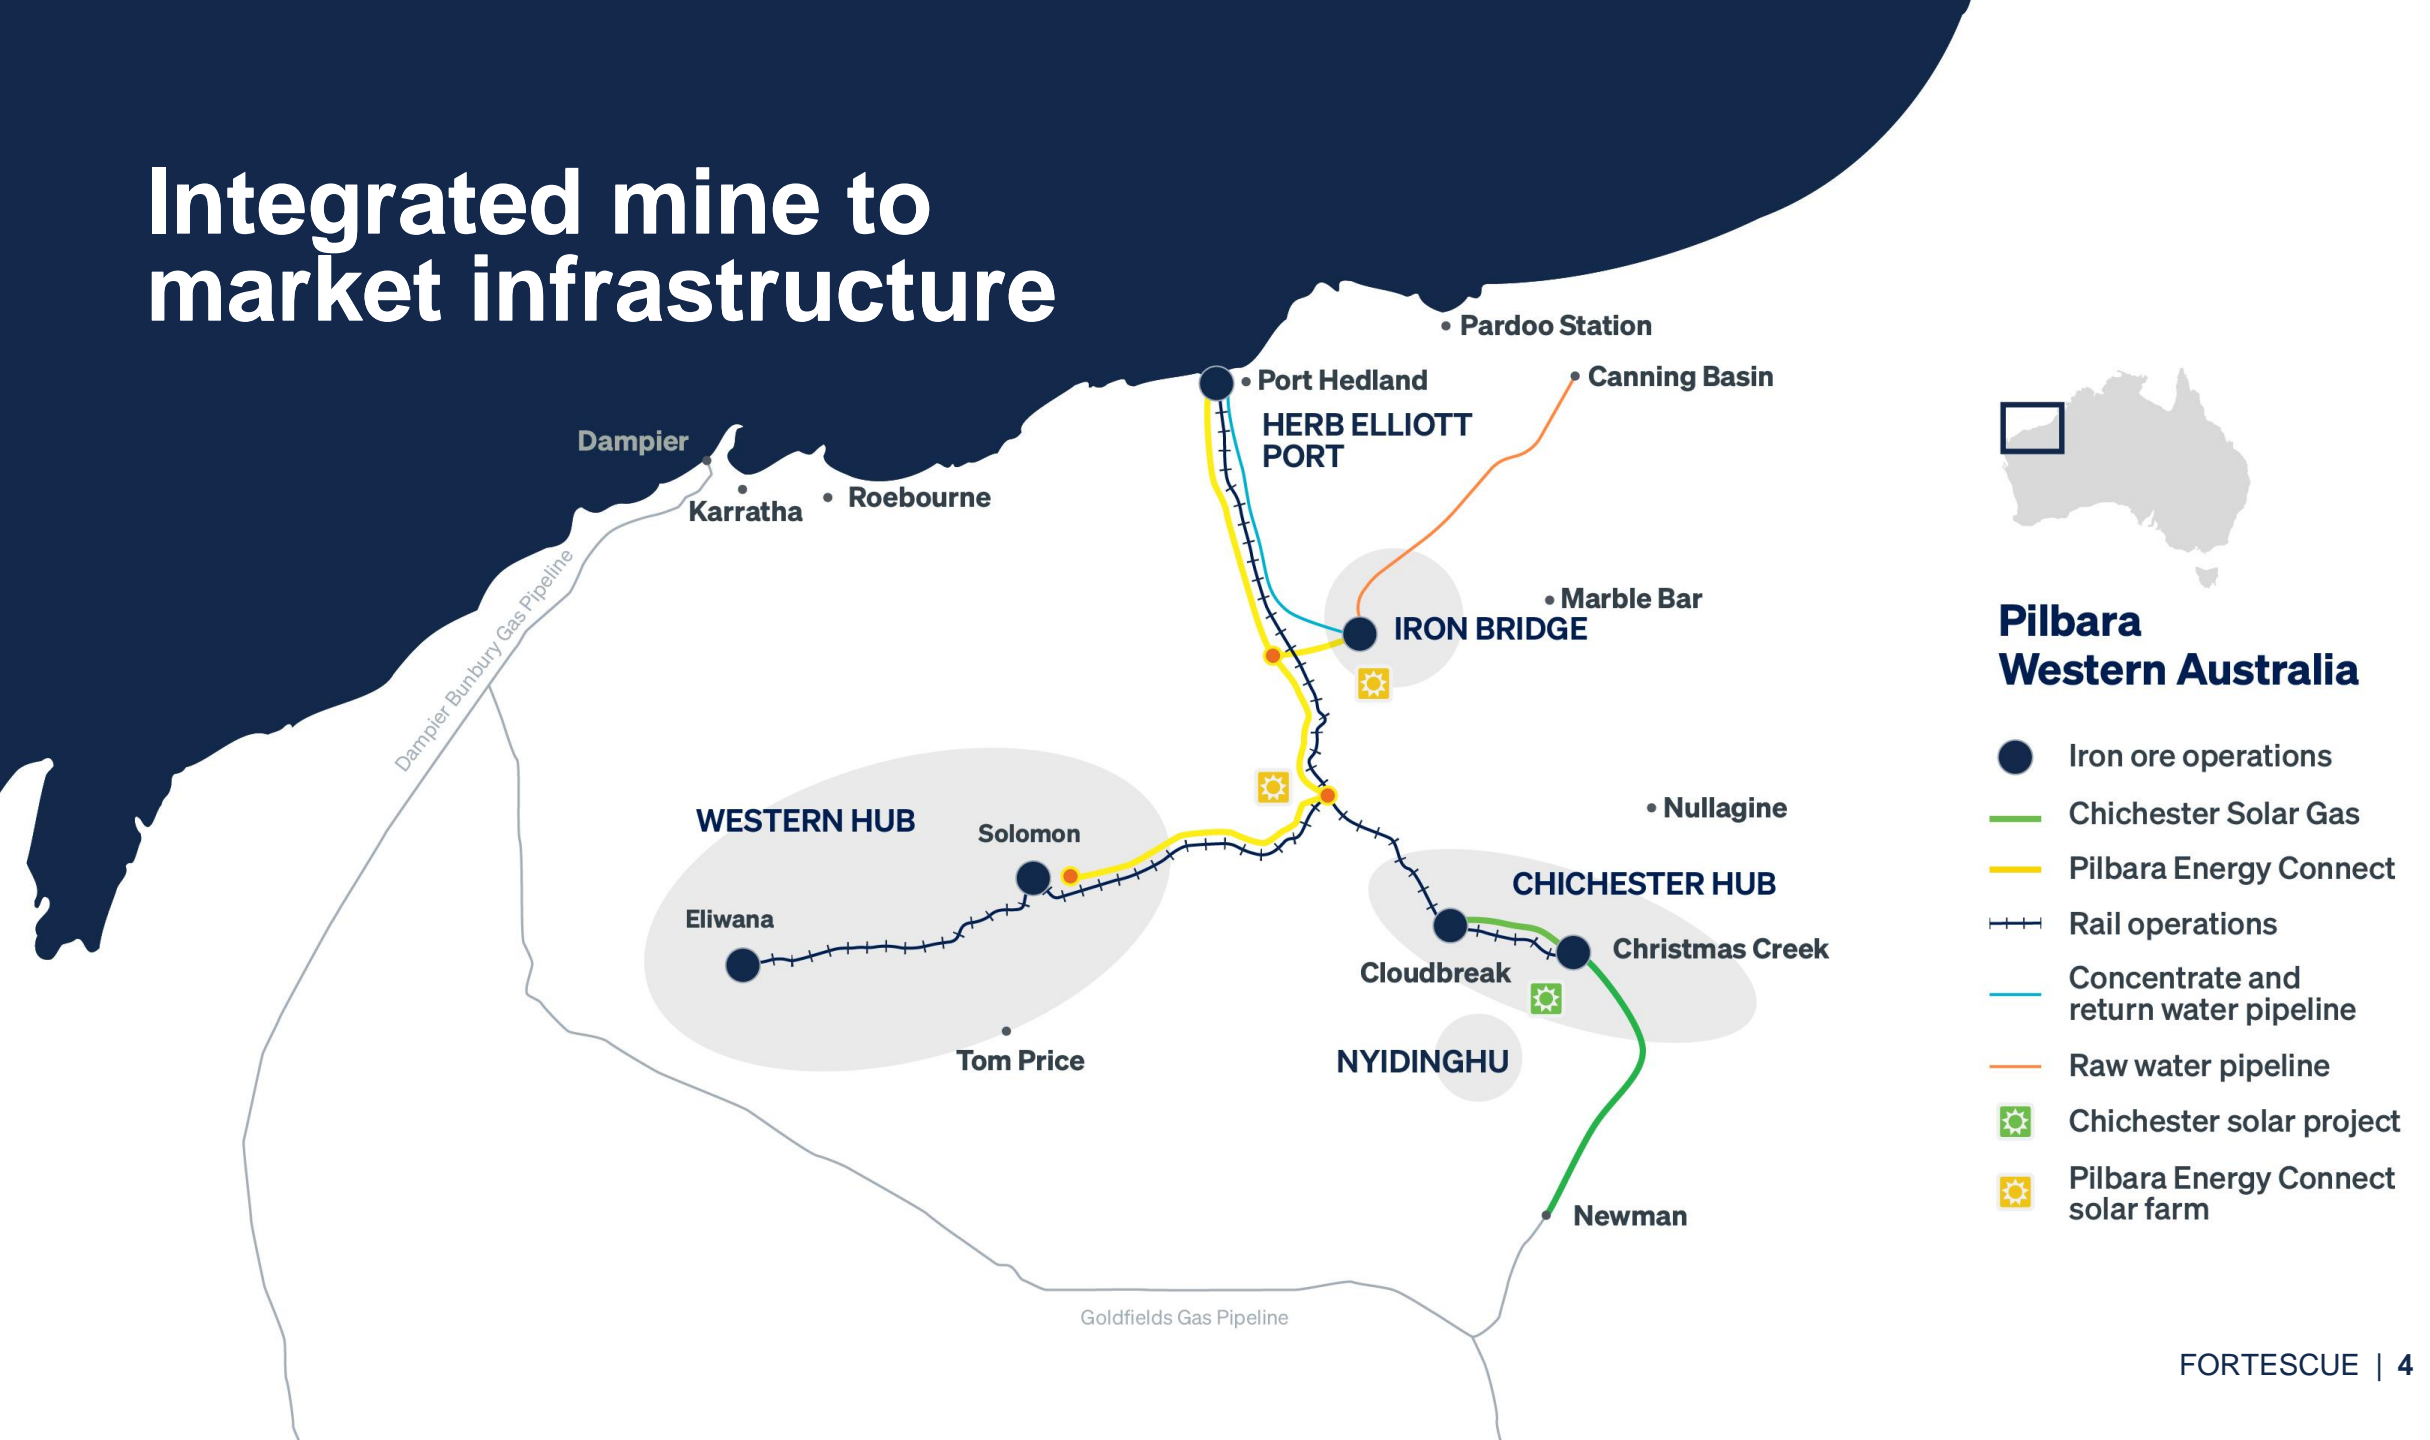 Integrated mine to
market infrastructure
Pardoo Station
Port Hedland
Canning Basin
HERB ELLIOTT
PORT
Dampier
Karratha
Roebourne
Dampier Bunbury Gas Pipeline
Marble Bar
IRON BRIDGE
WESTERN HUB
Solomon
Nullagine
Eliwana
CHICHESTER HUB
Christmas Creek
Cloudbreak
Tom Price
NYIDINGHU
Newman
Goldfields Gas Pipeline
Pilbara
Western Australia
Iron ore operations
Chichester Solar Gas
Pilbara Energy Connect
Rail operations
Concentrate and
return water pipeline
Raw water pipeline
Chichester solar project
Pilbara Energy Connect
solar farm
FORTESCUE | 4